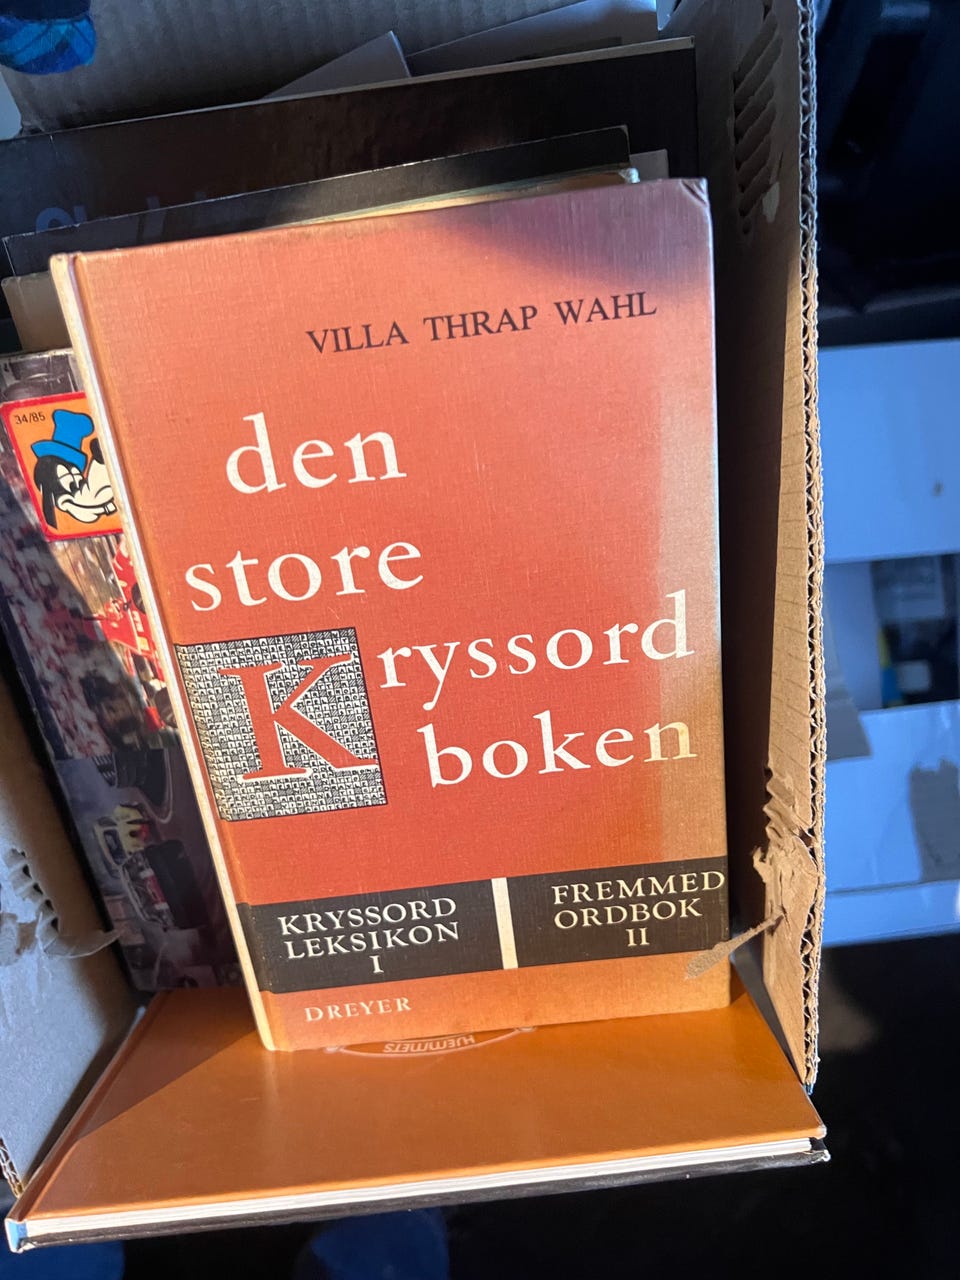 VILLA THRAP WAHL
den
store
Kryssord
boken
KRYSSORD
LEKSIKON
I
FREMMED
ORDBOK
II
DREYER
34/85
HJEMMETS